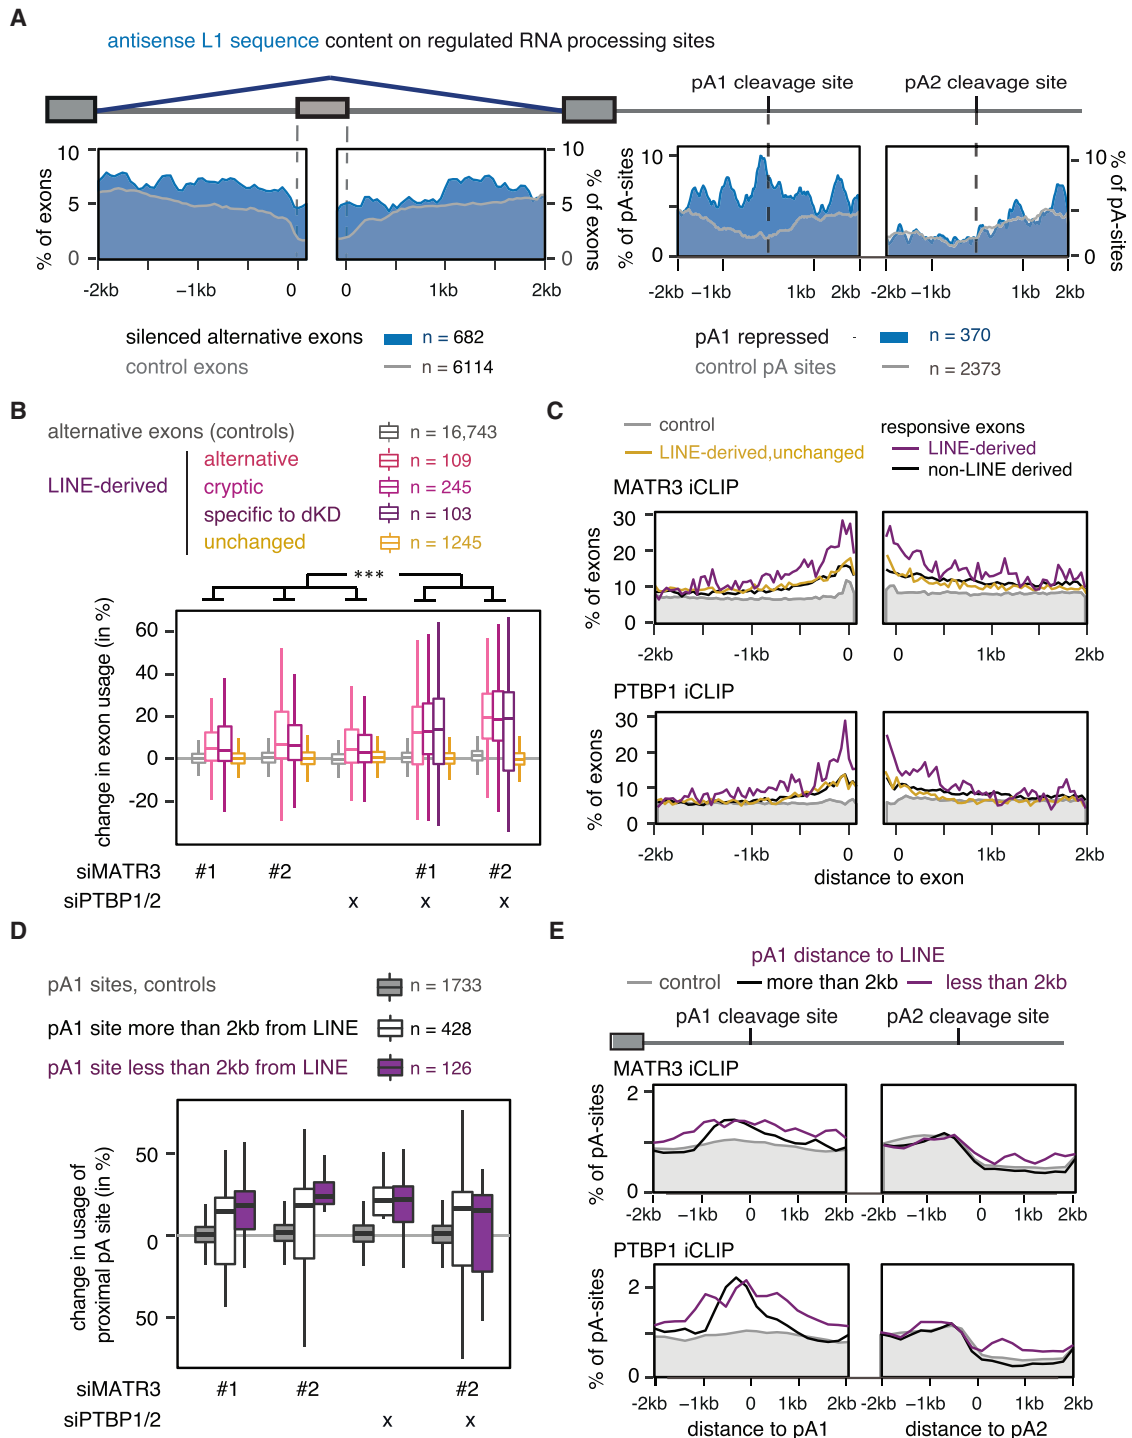 A
antisense L1 sequence content on regulated RNA processing sites
pA1 cleavage site
pA2 cleavage site
% of exons
10
5
0
-2kb
−1kb
0
10
5
0
% of exons
0
1kb
2kb
% of pA-sites
10
0
-2kb
−1kb
1kb
2kb
10
0
% of pA-sites
-2kb
−1kb
1kb
2kb
silenced alternative exons n = 682
control exons n = 6114
pA1 repressed - n = 370
control pA sites n = 2373
B
alternative exons (controls) n = 16,743
LINE-derived
alternative n = 109
cryptic n = 245
specific to dKD n = 103
unchanged n = 1245
***
change in exon usage (in %)
60
40
20
0
-20
siMATR3 #1 #2 #1 #2
siPTBP1/2 x x x
C
control
LINE-derived,unchanged
responsive exons
LINE-derived
non-LINE derived
MATR3 iCLIP
% of exons
30
20
10
0
-2kb
-1kb
0
0
1kb
2kb
PTBP1 iCLIP
% of exons
30
20
10
0
-2kb
-1kb
0
0
1kb
2kb
distance to exon
D
pA1 sites, controls n = 1733
pA1 site more than 2kb from LINE n = 428
pA1 site less than 2kb from LINE n = 126
change in usage of
proximal pA site (in %)
50
0
50
siMATR3 #1 #2 #2
siPTBP1/2 x x
E
pA1 distance to LINE
control more than 2kb less than 2kb
pA1 cleavage site
pA2 cleavage site
MATR3 iCLIP
% of pA-sites
2
1
0
-2kb −1kb 0 1kb 2kb
-2kb −1kb 0 1kb 2kb
PTBP1 iCLIP
% of pA-sites
2
1
0
-2kb −1kb 0 1kb 2kb
-2kb −1kb 0 1kb 2kb
distance to pA1
distance to pA2